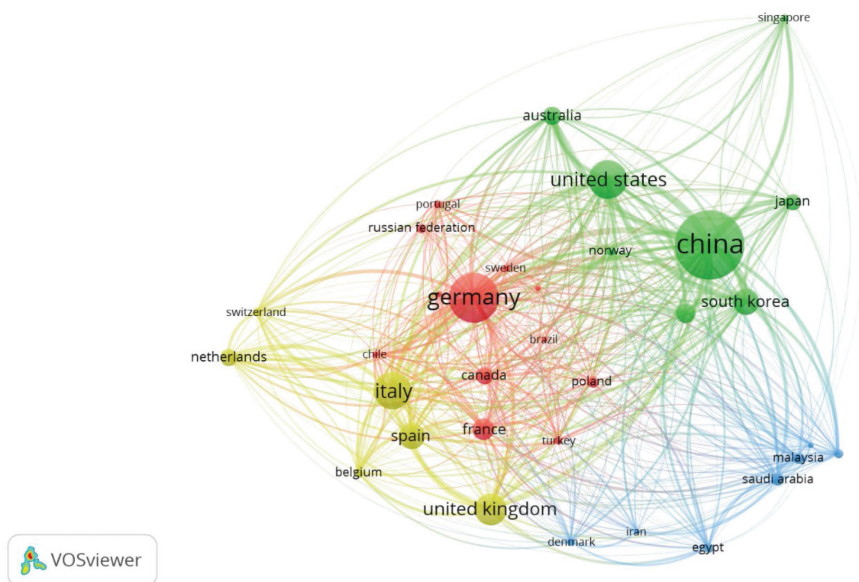 singapore
australia
united states
japan
portugal
russian federation
china
norway
sweden
germany
south korea
switzerland
brazil
netherlands
chile
canada
poland
italy
france
spain
turkey
malaysia
belgium
saudi arabia
united kingdom
iran
denmark
egypt
VOSviewer